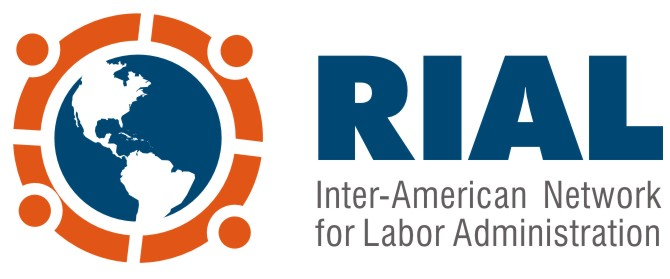 RIAL
Inter-American Network
for Labor Administration